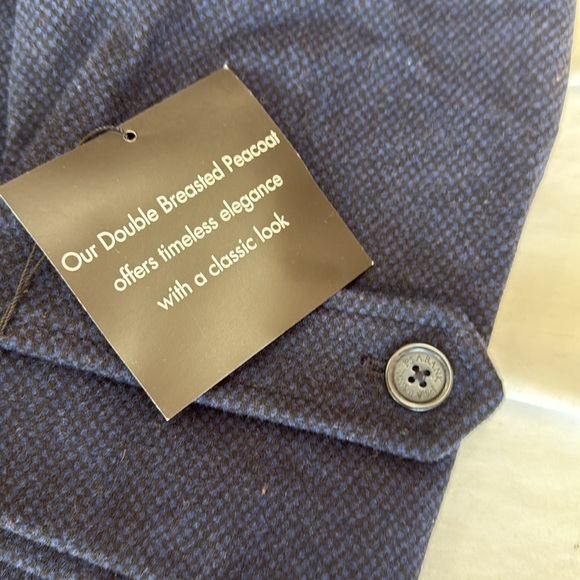 Our Double Breasted Peacoat
offers timeless elegance
with a classic look